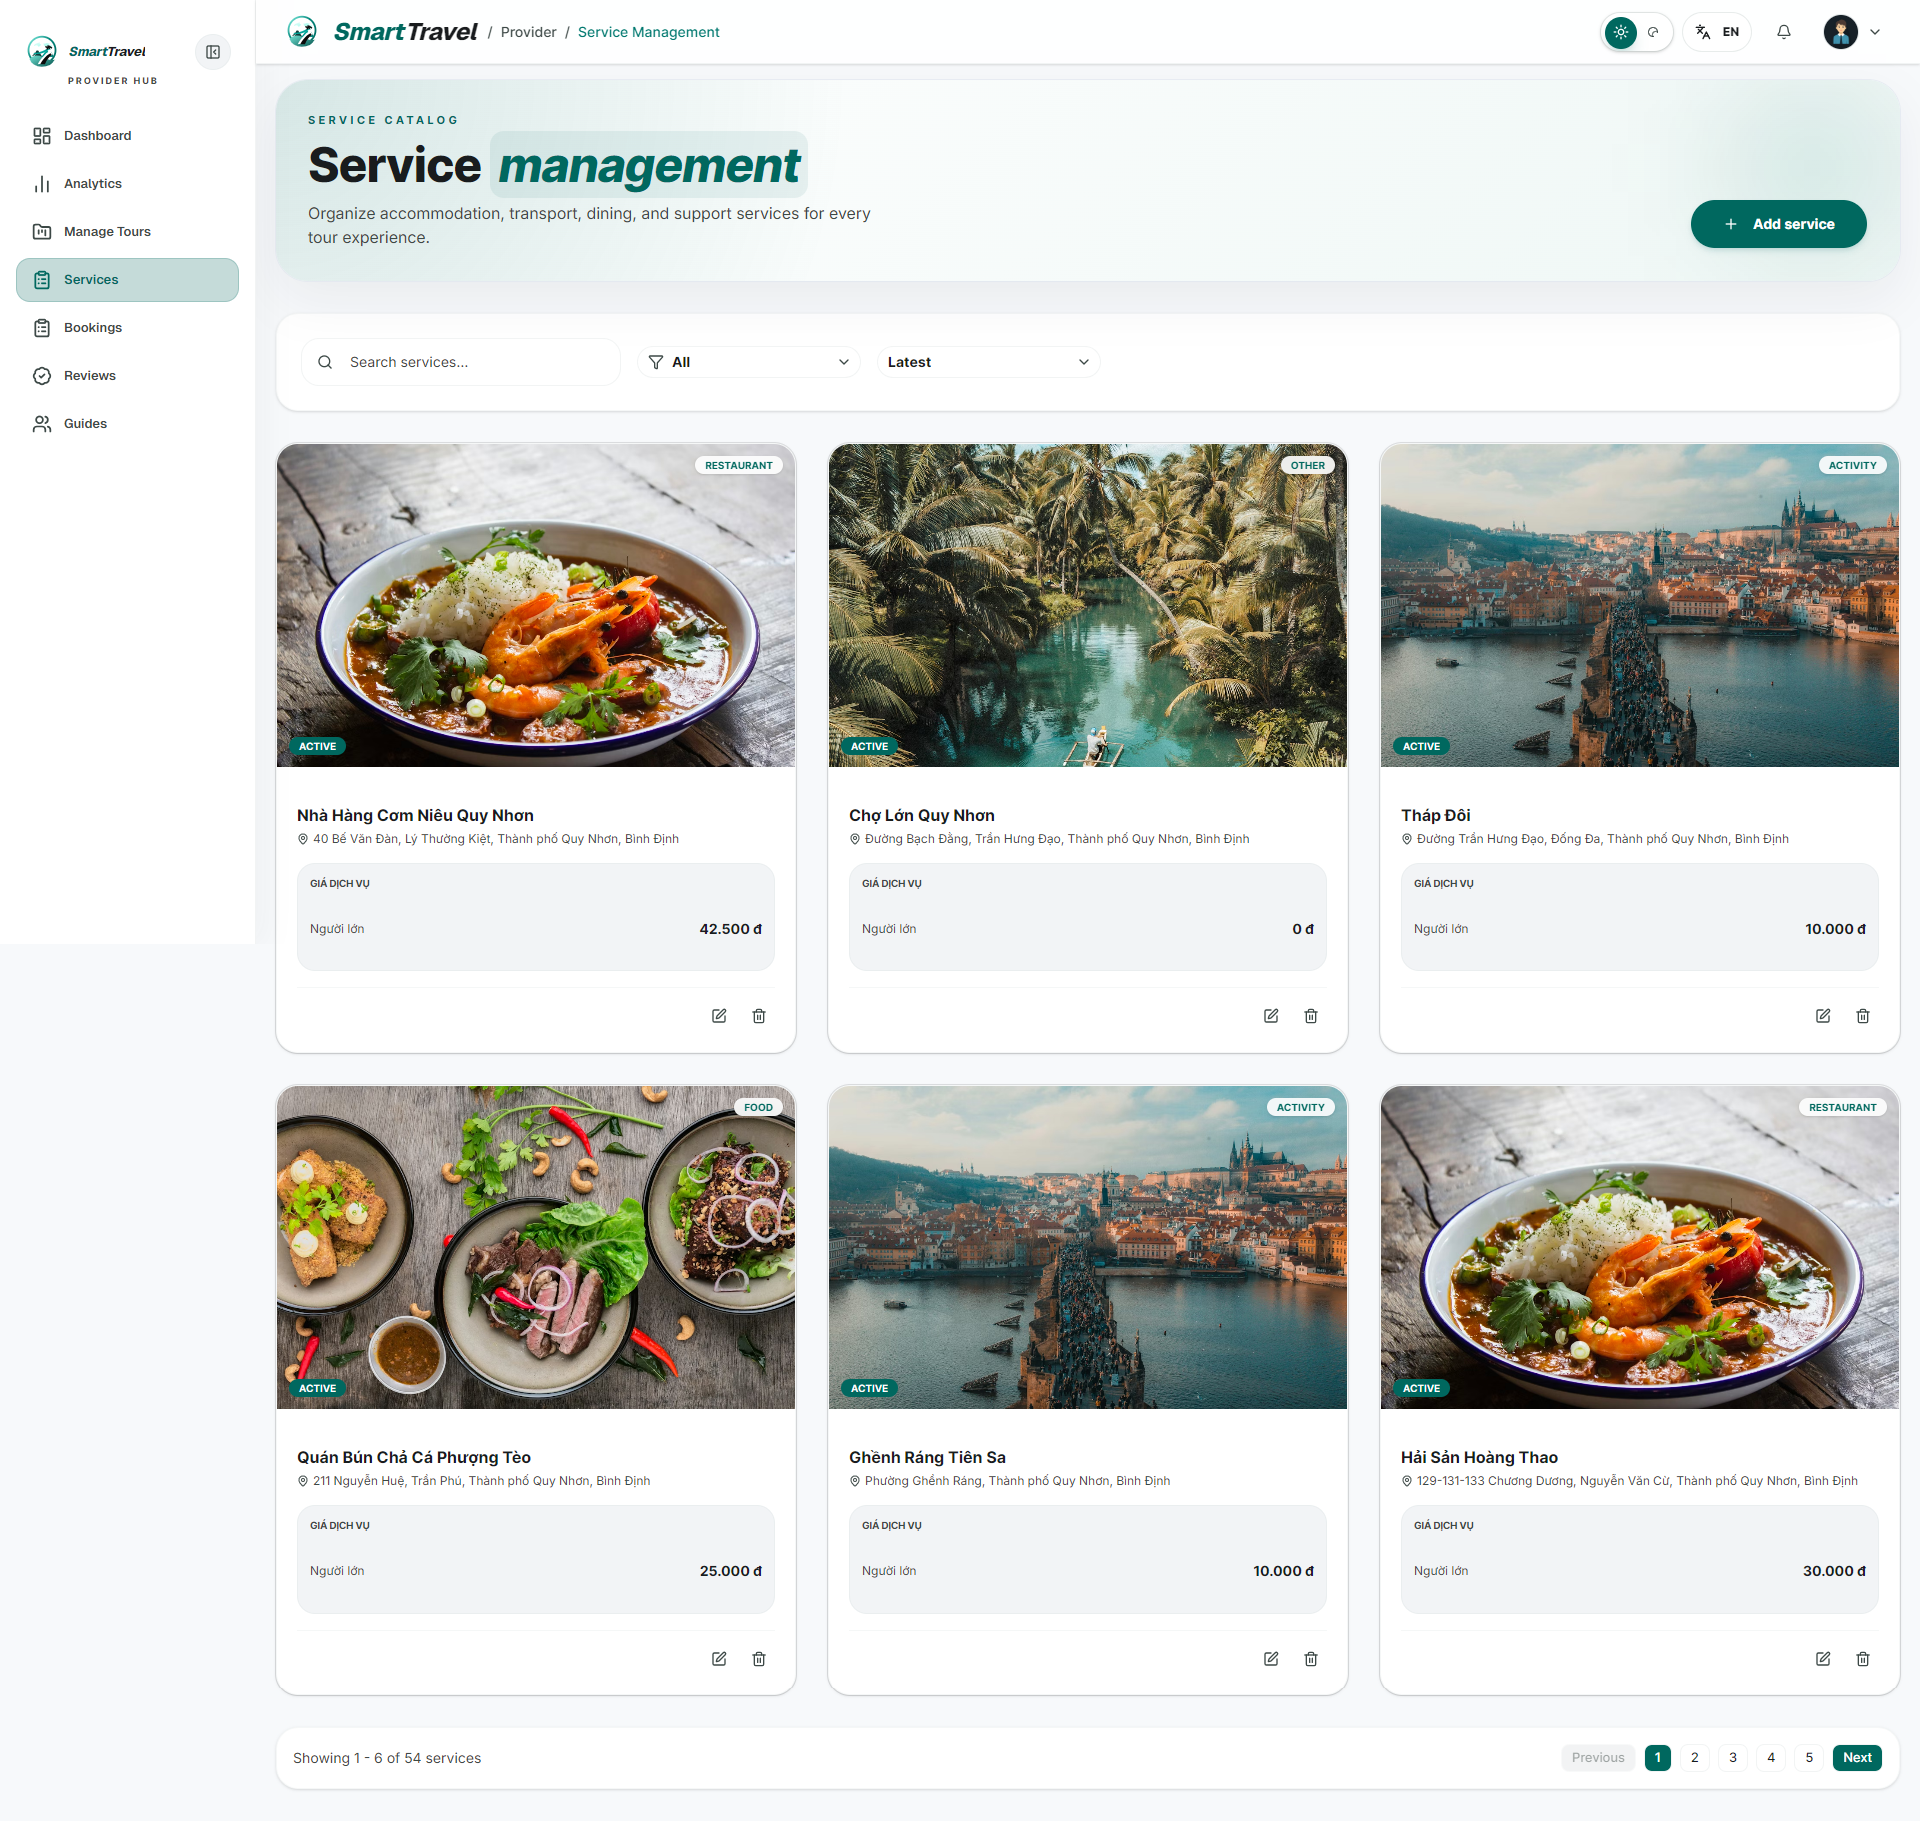 SmartTravel
PROVIDER HUB
Dashboard
Analytics
Manage Tours
Services
Bookings
Reviews
Guides
SmartTravel / Provider / Service Management
EN
SERVICE CATALOG
Service management
Organize accommodation, transport, dining, and support services for every
tour experience.
Add service
Search services...
All
Latest
RESTAURANT
ACTIVE
Nhà Hàng Cơm Niêu Quy Nhơn
40 Bế Văn Đàn, Lý Thường Kiệt, Thành phố Quy Nhơn, Bình Định
GIÁ DỊCH VỤ
Người lớn 42.500 đ
OTHER
ACTIVE
Chợ Lớn Quy Nhơn
Đường Bạch Đằng, Trần Hưng Đạo, Thành phố Quy Nhơn, Bình Định
GIÁ DỊCH VỤ
Người lớn 0 đ
ACTIVITY
ACTIVE
Tháp Đôi
Đường Trần Hưng Đạo, Đống Đa, Thành phố Quy Nhơn, Bình Định
GIÁ DỊCH VỤ
Người lớn 10.000 đ
FOOD
ACTIVE
Quán Bún Chả Cá Phượng Tèo
211 Nguyễn Huệ, Trần Phú, Thành phố Quy Nhơn, Bình Định
GIÁ DỊCH VỤ
Người lớn 25.000 đ
ACTIVITY
ACTIVE
Ghềnh Ráng Tiên Sa
Phường Ghềnh Ráng, Thành phố Quy Nhơn, Bình Định
GIÁ DỊCH VỤ
Người lớn 10.000 đ
RESTAURANT
ACTIVE
Hải Sản Hoàng Thao
129-131-133 Chương Dương, Nguyễn Văn Cừ, Thành phố Quy Nhơn, Bình Định
GIÁ DỊCH VỤ
Người lớn 30.000 đ
Showing 1 - 6 of 54 services
Previous 1 2 3 4 5 Next